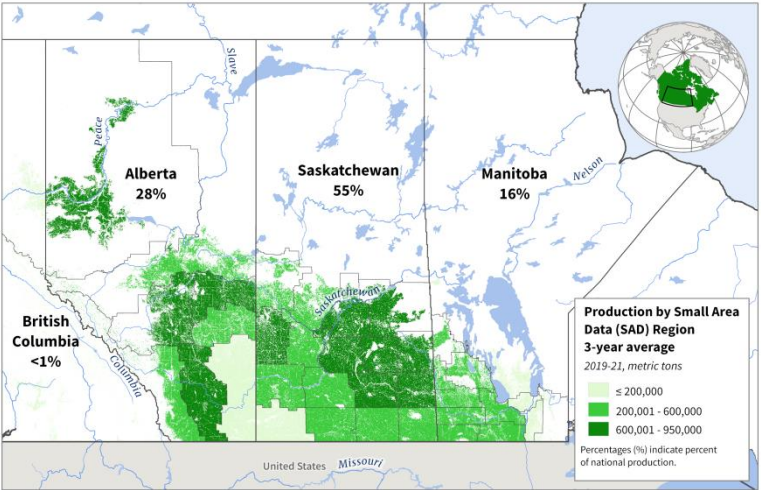 Slave
Peace
Alberta
28%
Saskatchewan
55%
Manitoba
16%
Nelson
Saskatchewan
British
Columbia
<1%
Columbia
Production by Small Area
Data (SAD) Region
3-year average
2019-21, metric tons
≤ 200,000
200,001 - 600,000
600,001 - 950,000
Percentages (%) indicate percent
of national production.
United States
Missouri